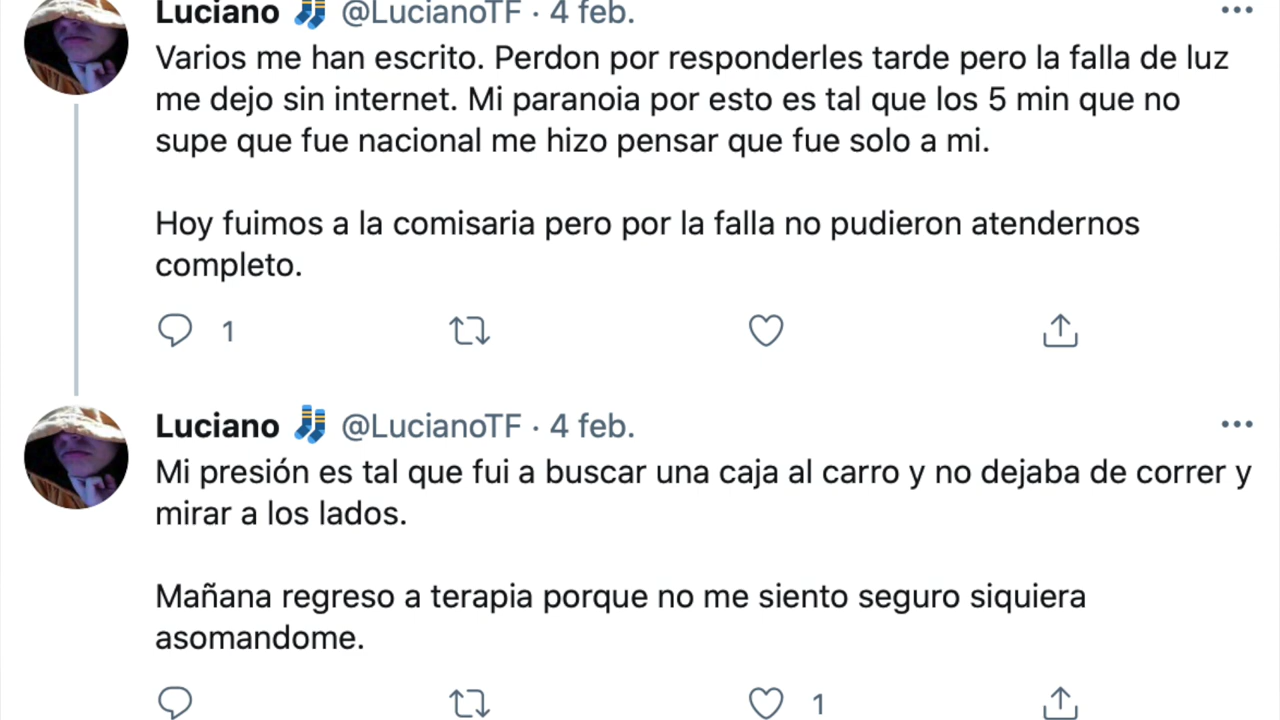 Luciano 🧦 @LucianoTF · 4 feb.
Varios me han escrito. Perdon por responderles tarde pero la falla de luz
me dejo sin internet. Mi paranoia por esto es tal que los 5 min que no
supe que fue nacional me hizo pensar que fue solo a mi.
Hoy fuimos a la comisaria pero por la falla no pudieron atendernos
completo.
1
Luciano 🧦 @LucianoTF · 4 feb.
Mi presión es tal que fui a buscar una caja al carro y no dejaba de correr y
mirar a los lados.
Mañana regreso a terapia porque no me siento seguro siquiera
asomandome.
1